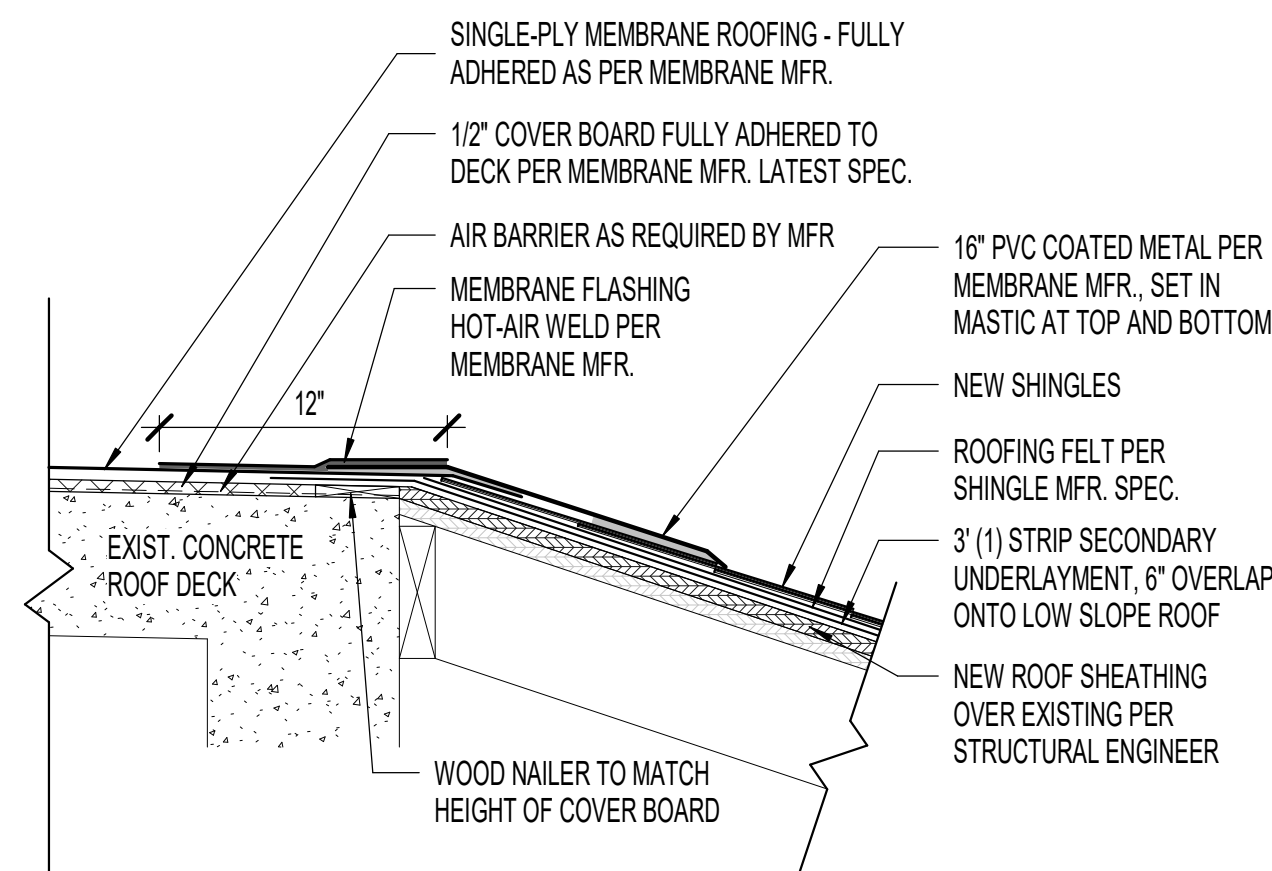 SINGLE-PLY MEMBRANE ROOFING - FULLY
ADHERED AS PER MEMBRANE MFR.
1/2" COVER BOARD FULLY ADHERED TO
DECK PER MEMBRANE MFR. LATEST SPEC.
AIR BARRIER AS REQUIRED BY MFR
MEMBRANE FLASHING
HOT-AIR WELD PER
MEMBRANE MFR.
12"
16" PVC COATED METAL PER
MEMBRANE MFR., SET IN
MASTIC AT TOP AND BOTTOM
NEW SHINGLES
ROOFING FELT PER
SHINGLE MFR. SPEC.
3' (1) STRIP SECONDARY
UNDERLAYMENT, 6" OVERLAP
ONTO LOW SLOPE ROOF
NEW ROOF SHEATHING
OVER EXISTING PER
STRUCTURAL ENGINEER
EXIST. CONCRETE
ROOF DECK
WOOD NAILER TO MATCH
HEIGHT OF COVER BOARD